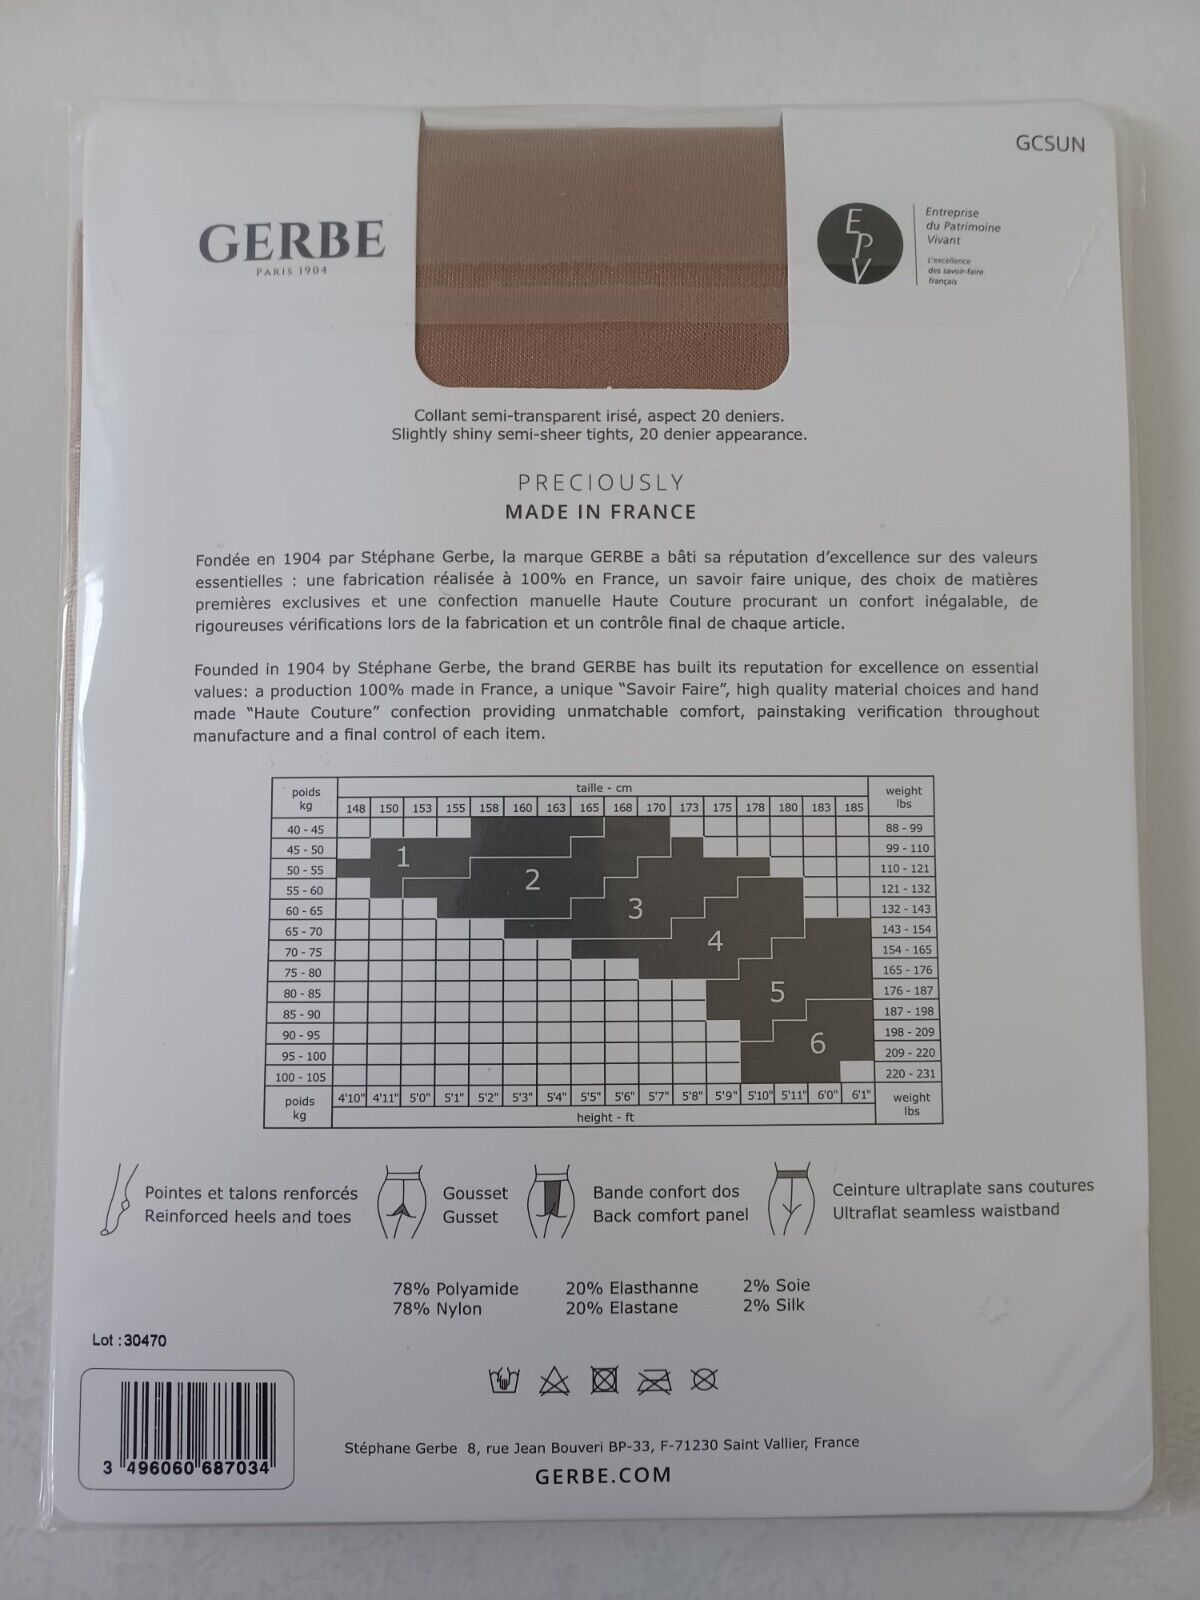 GCSUN
GERBE
PARIS 1904
EPV
Entreprise
du Patrimoine
Vivant
L'excellence
des savoir-faire
français
Collant semi-transparent irisé, aspect 20 deniers.
Slightly shiny semi-sheer tights, 20 denier appearance.
PRECIOUSLY
MADE IN FRANCE
Fondée en 1904 par Stéphane Gerbe, la marque GERBE a bâti sa réputation d'excellence sur des valeurs
essentielles : une fabrication réalisée à 100% en France, un savoir faire unique, des choix de matières
premières exclusives et une confection manuelle Haute Couture procurant un confort inégalable, de
rigoureuses vérifications lors de la fabrication et un contrôle final de chaque article.
Founded in 1904 by Stéphane Gerbe, the brand GERBE has built its reputation for excellence on essential
values: a production 100% made in France, a unique “Savoir Faire”, high quality material choices and hand
made “Haute Couture” confection providing unmatchable comfort, painstaking verification throughout
manufacture and a final control of each item.
poids kg taille - cm weight lbs
148 150 153 155 158 160 163 165 168 170 173 175 178 180 183 185
40 - 45 88 - 99
45 - 50 1 99 - 110
50 - 55 2 110 - 121
55 - 60 121 - 132
60 - 65 3 132 - 143
65 - 70 4 143 - 154
70 - 75 154 - 165
75 - 80 165 - 176
80 - 85 5 176 - 187
85 - 90 187 - 198
90 - 95 6 198 - 209
95 - 100 209 - 220
100 - 105 220 - 231
poids kg 4'10" 4'11" 5'0" 5'1" 5'2" 5'3" 5'4" 5'5" 5'6" 5'7" 5'8" 5'9" 5'10" 5'11" 6'0" 6'1" weight lbs
height - ft
Pointes et talons renforcés
Reinforced heels and toes
Gousset
Gusset
Bande confort dos
Back comfort panel
Ceinture ultraplate sans coutures
Ultraflat seamless waistband
78% Polyamide 20% Elasthanne 2% Soie
78% Nylon 20% Elastane 2% Silk
Lot : 30470
3 496060 687034
Stéphane Gerbe 8, rue Jean Bouveri BP-33, F-71230 Saint Vallier, France
GERBE.COM